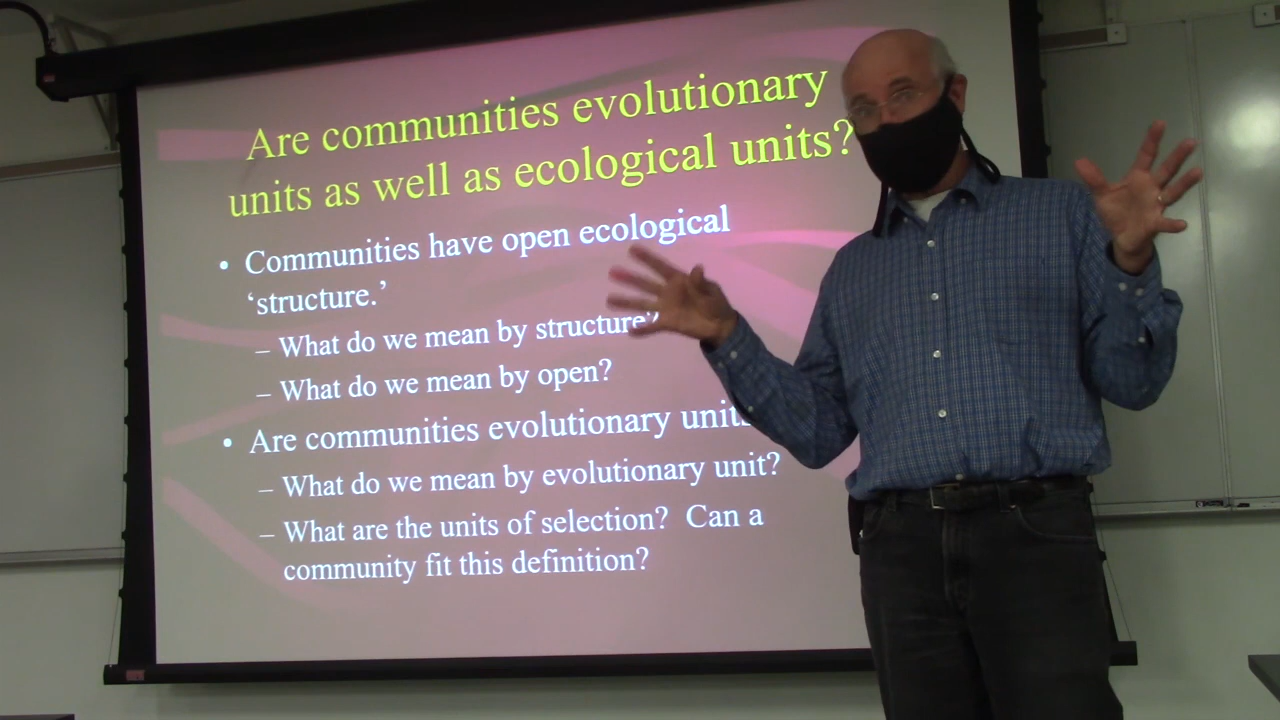 Are communities evolutionary
units as well as ecological units?
• Communities have open ecological
‘structure.’
– What do we mean by structure?
– What do we mean by open?
• Are communities evolutionary units
– What do we mean by evolutionary unit?
– What are the units of selection? Can a
community fit this definition?